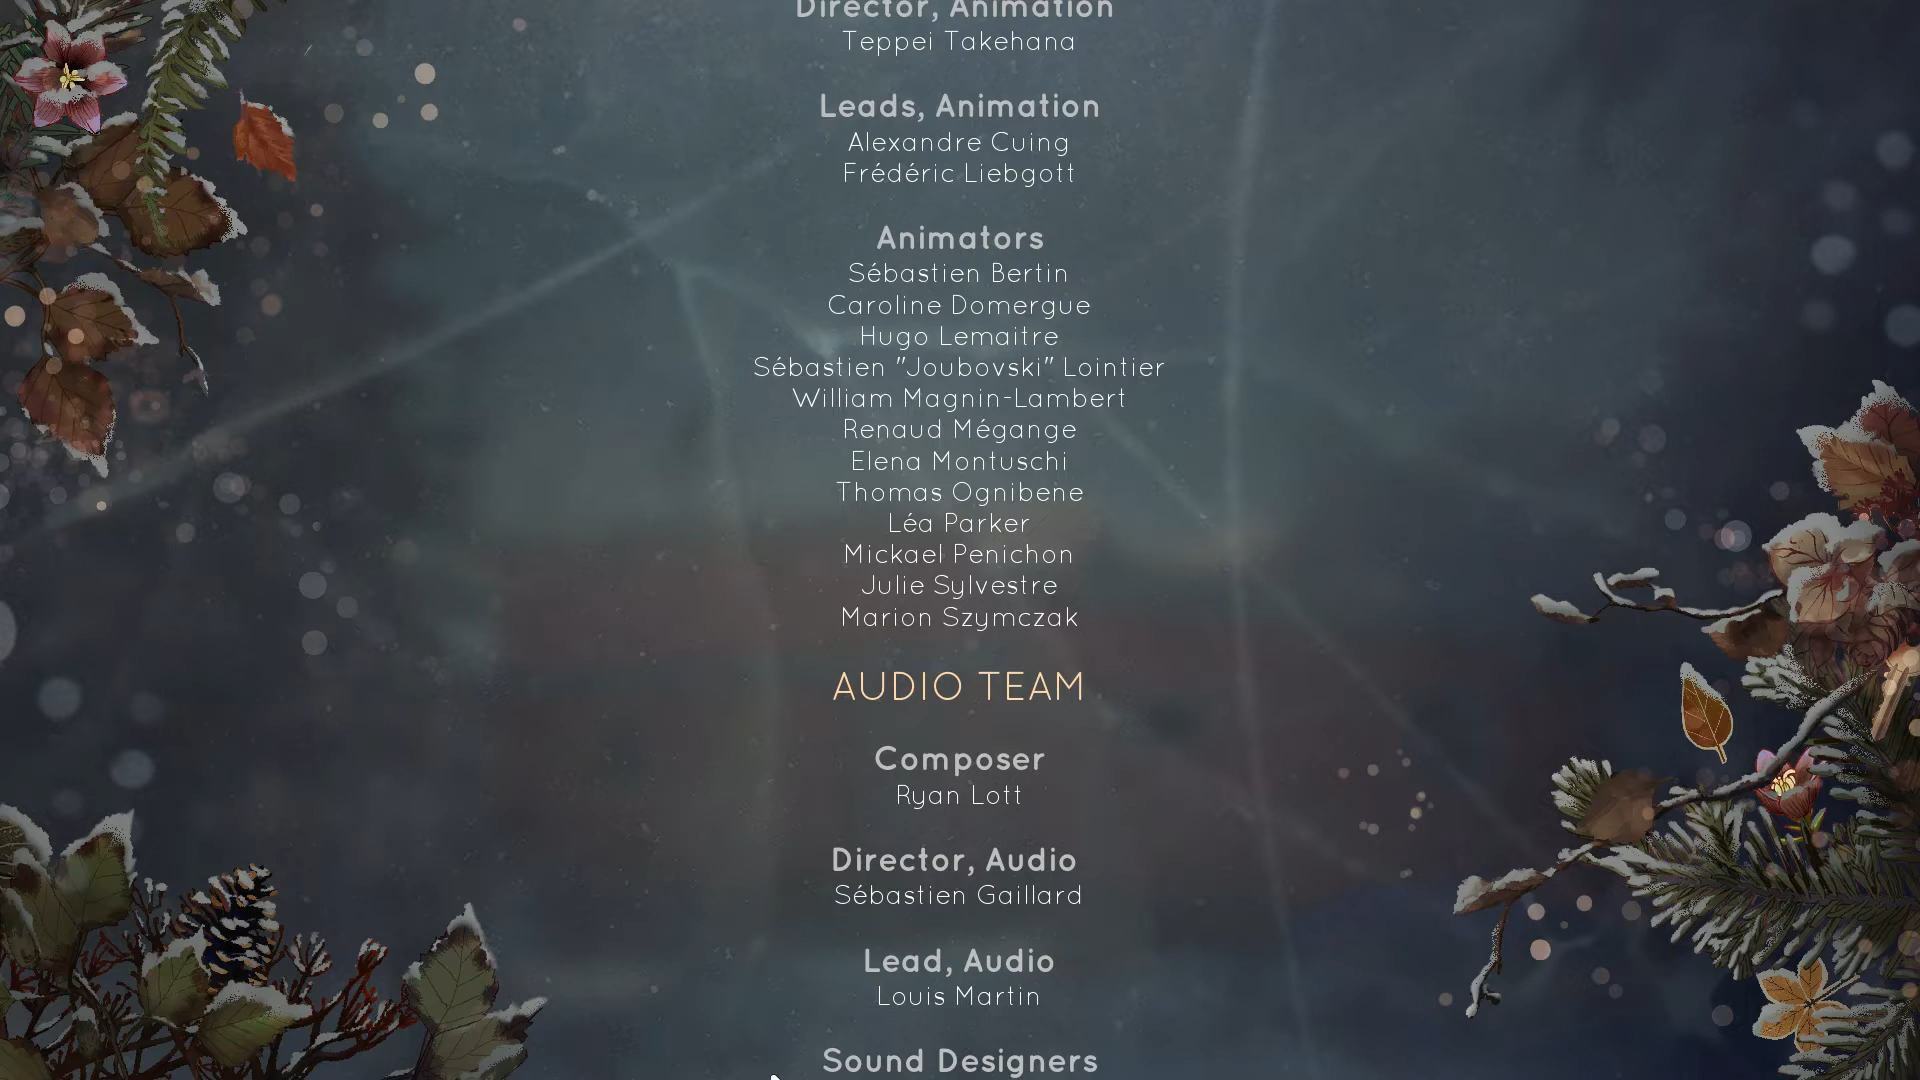 Director, Animation
Teppei Takehana
Leads, Animation
Alexandre Cuing
Frédéric Liebgott
Animators
Sébastien Bertin
Caroline Domergue
Hugo Lemaitre
Sébastien "Joubovski" Lointier
William Magnin-Lambert
Renaud Mégange
Elena Montuschi
Thomas Ognibene
Léa Parker
Mickael Penichon
Julie Sylvestre
Marion Szymczak
AUDIO TEAM
Composer
Ryan Lott
Director, Audio
Sébastien Gaillard
Lead, Audio
Louis Martin
Sound Designers